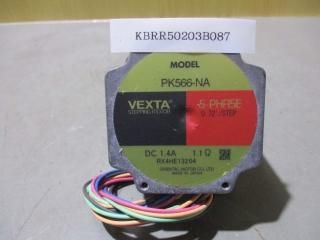 KBRR50203B087
MODEL
PK566-NA
VEXTA
STEPPING MOTOR
5-PHASE
0.72°/STEP
DC 1.4A 1.1Ω
RX4HE13204
ORIENTAL MOTOR CO.,LTD.
MADE IN JAPAN